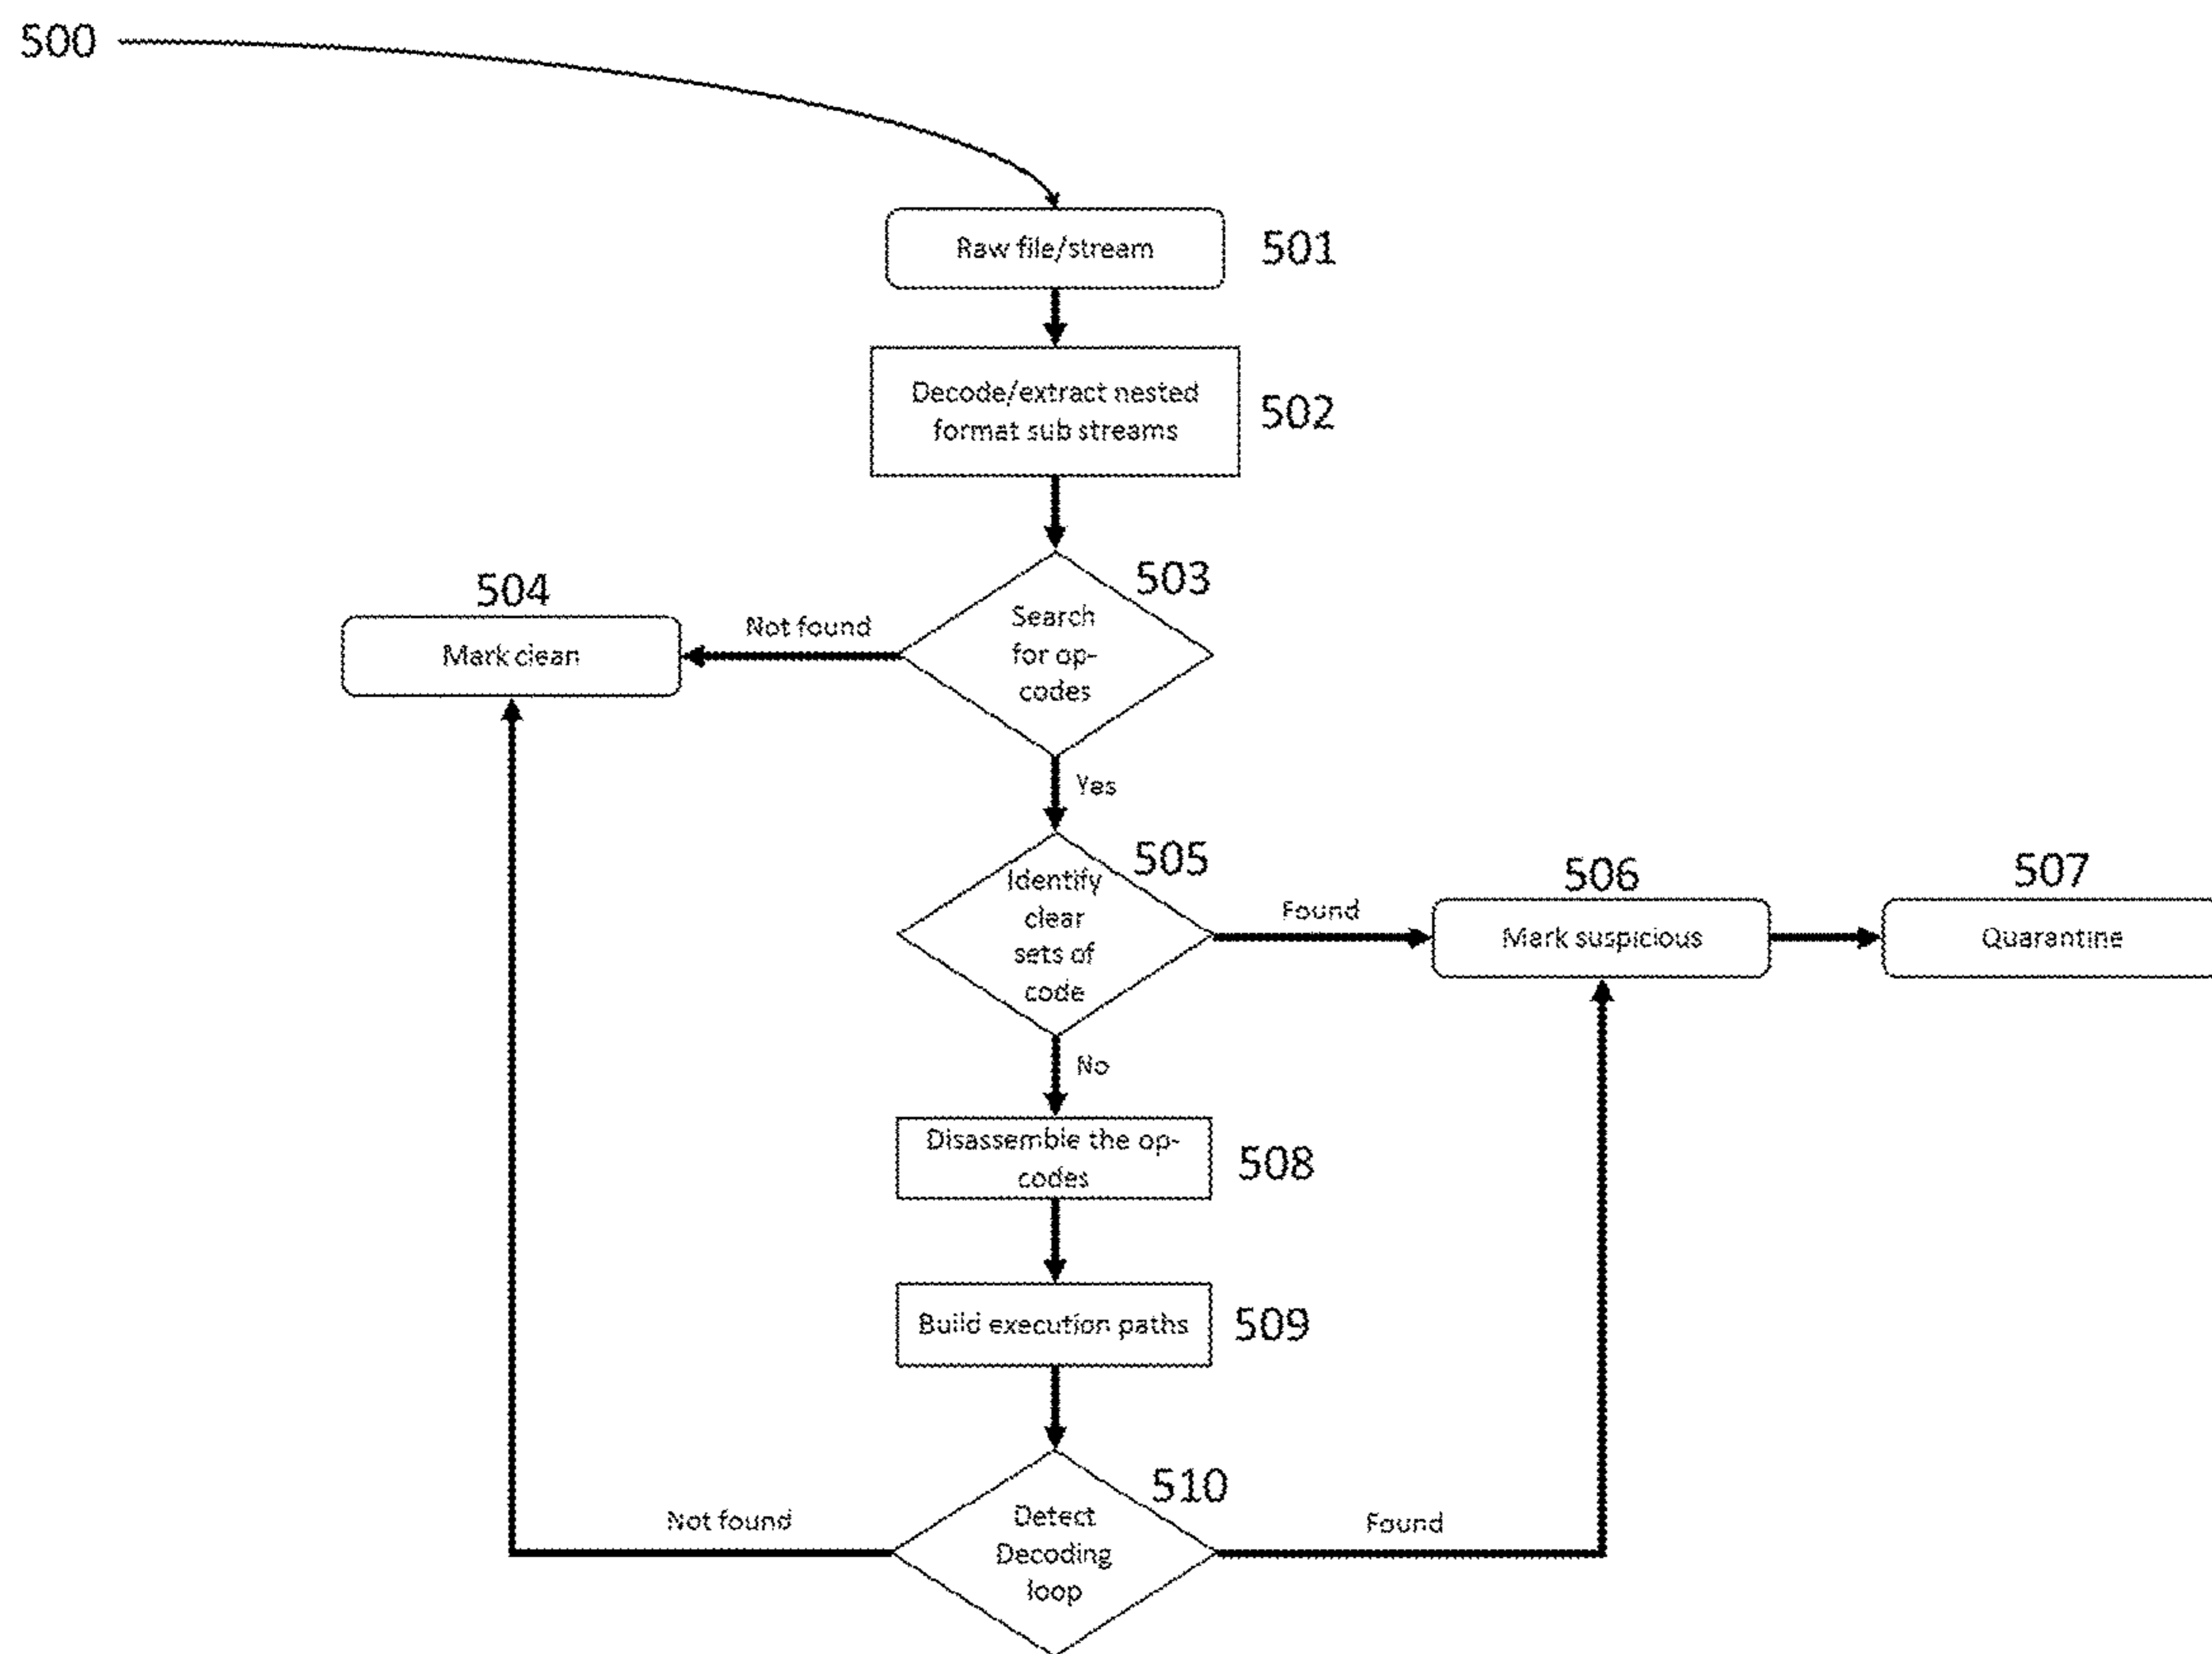 500
Raw file/stream
501
Decode/extract nested
format sub streams
502
503
Search
for op-
codes
504
Mark clean
Not found
Yes
505
Identify
clear
sets of
code
Found
506
Mark suspicious
507
Quarantine
No
Disassemble the op-
codes
508
Build execution paths
509
510
Detect
Decoding
loop
Not found
Found